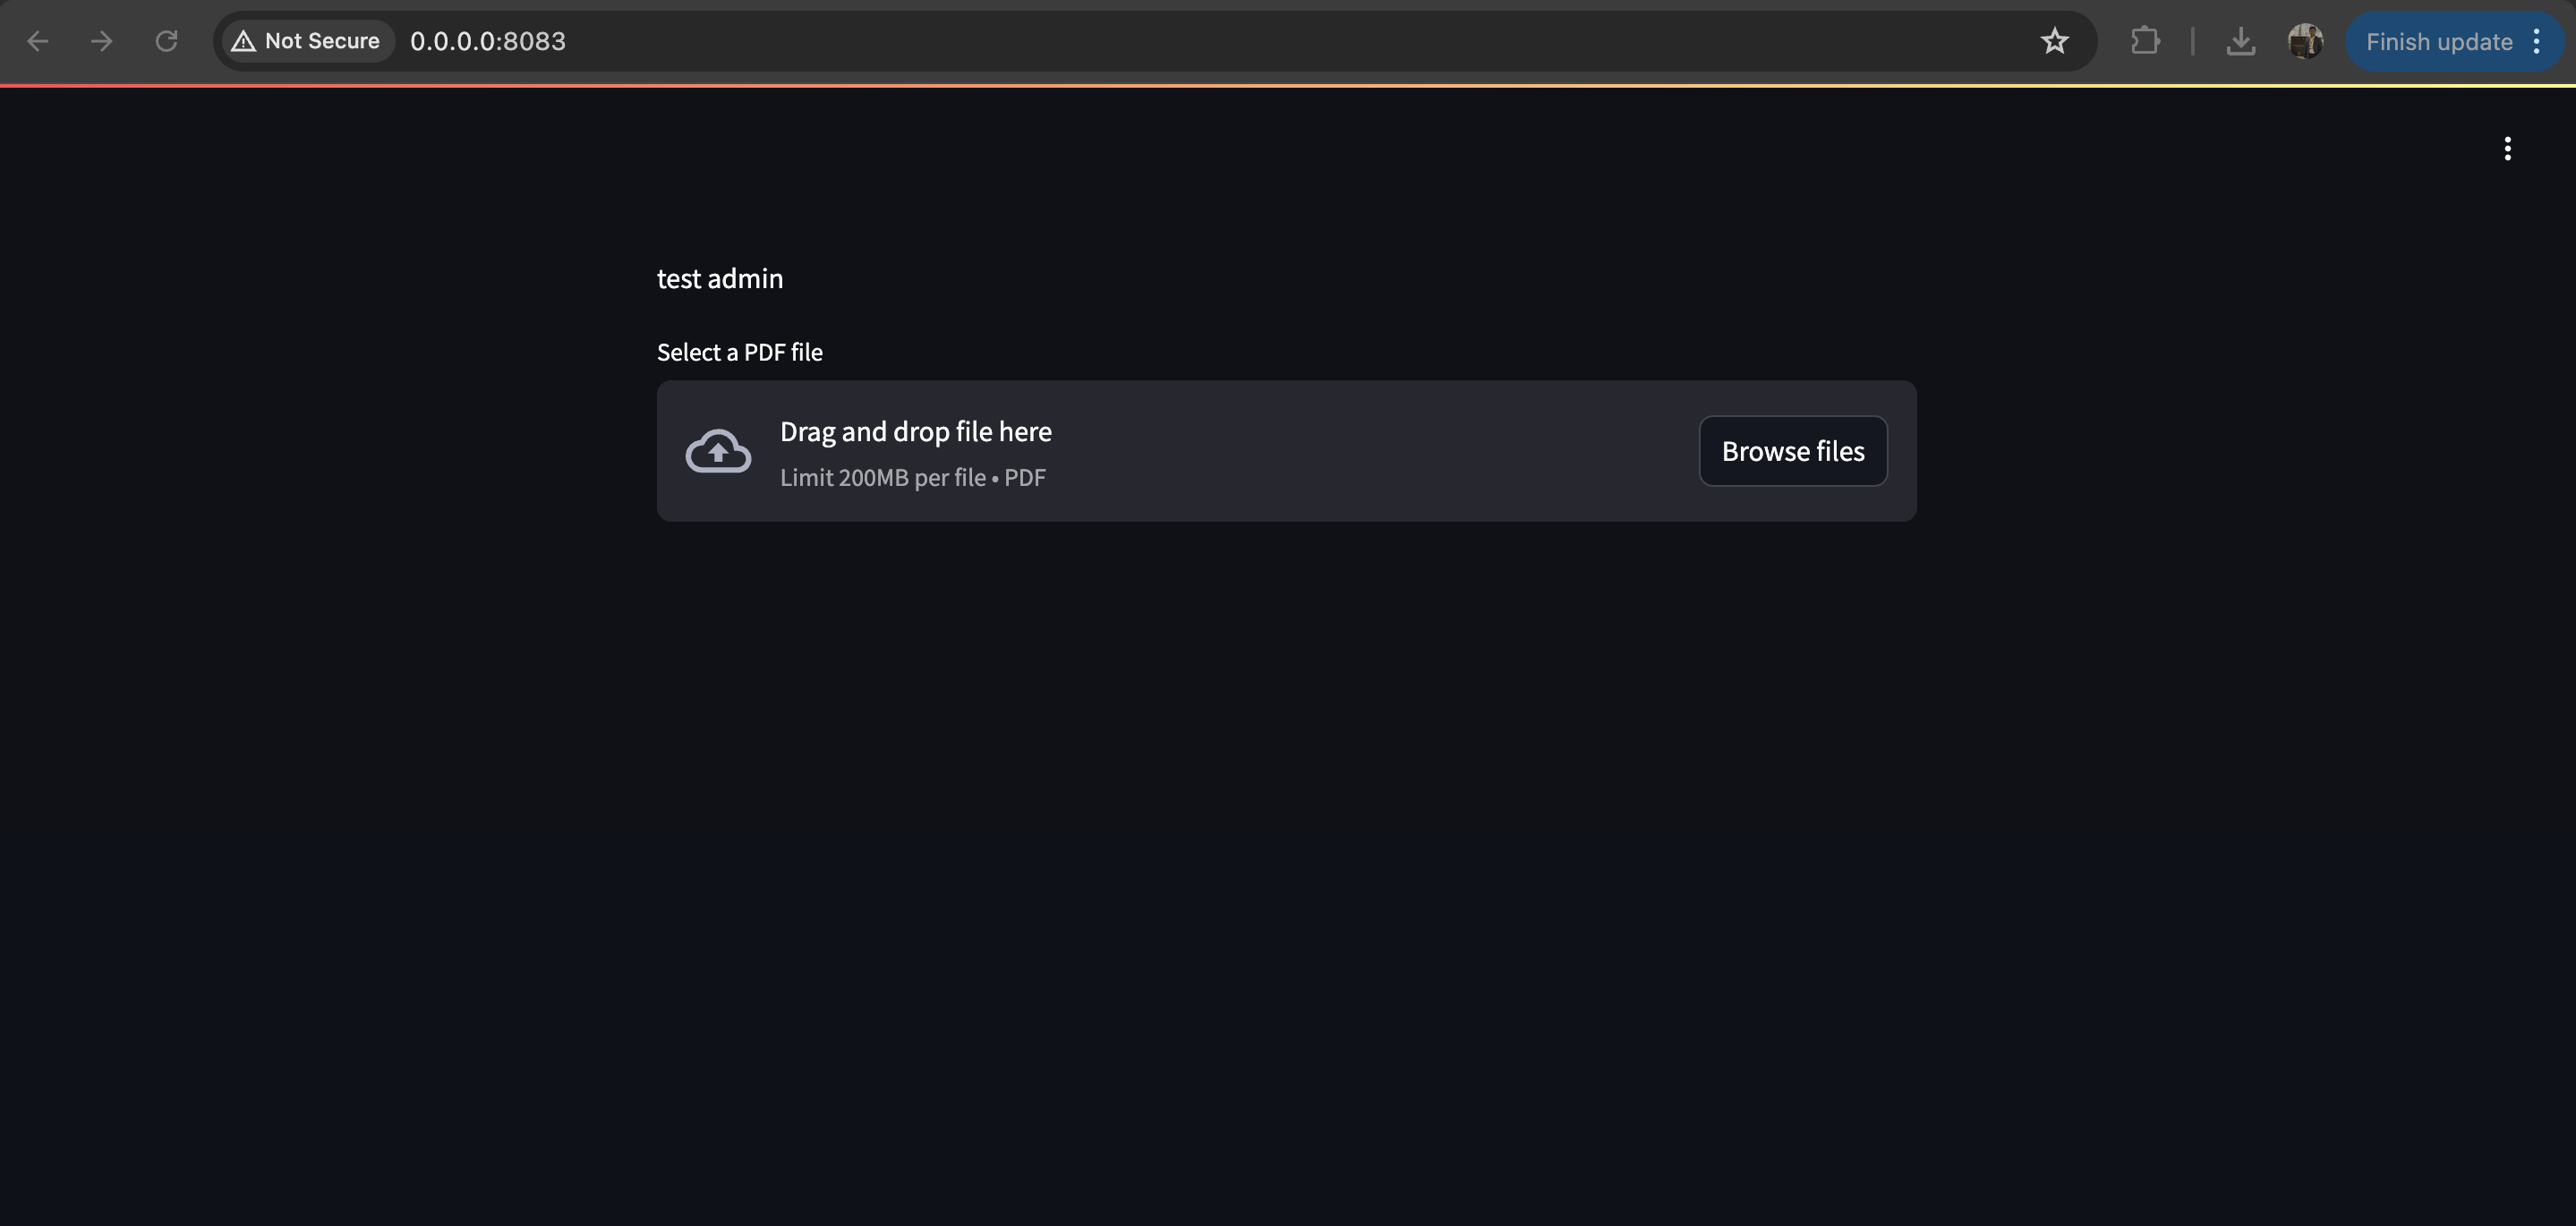 Not Secure 0.0.0.0:8083 Finish update
test admin
Select a PDF file
Drag and drop file here
Limit 200MB per file • PDF
Browse files